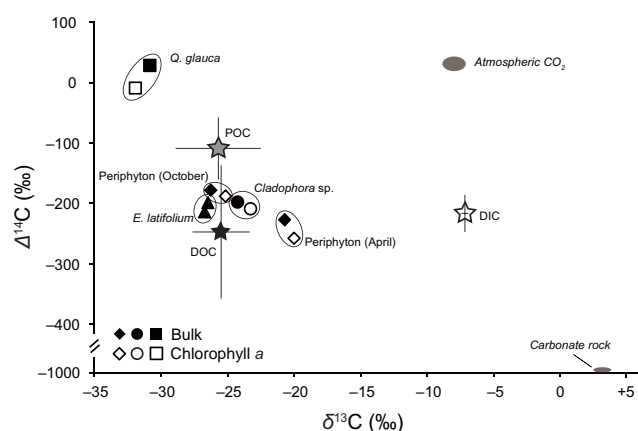 100
Q. glauca
Atmospheric CO2
0
POC
–100
Periphyton (October)
Cladophora sp.
–200
E. latifolium
DIC
DOC
Periphyton (April)
–300
–400
Bulk
Chlorophyll a
Carbonate rock
–1000
–35 –30 –25 –20 –15 –10 –5 0 +5
δ13C (‰)
Δ14C (‰)